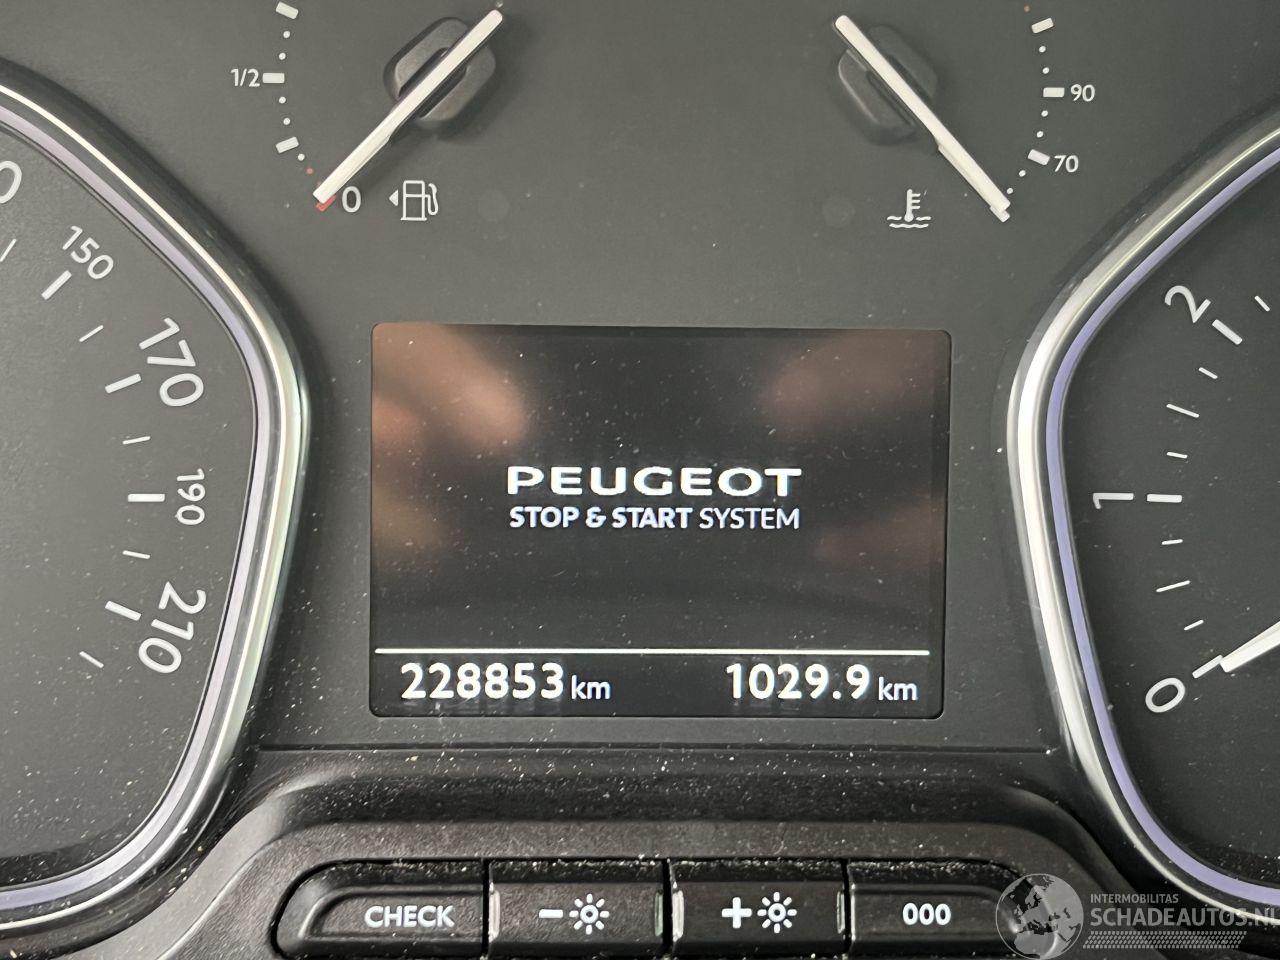 1/2
0
90
70
0
150
170
190
210
2
1
0
PEUGEOT
STOP & START SYSTEM
228853 km
1029.9 km
CHECK
-
+
000
INTERMOBILITAS
SCHADEAUTOS.NL